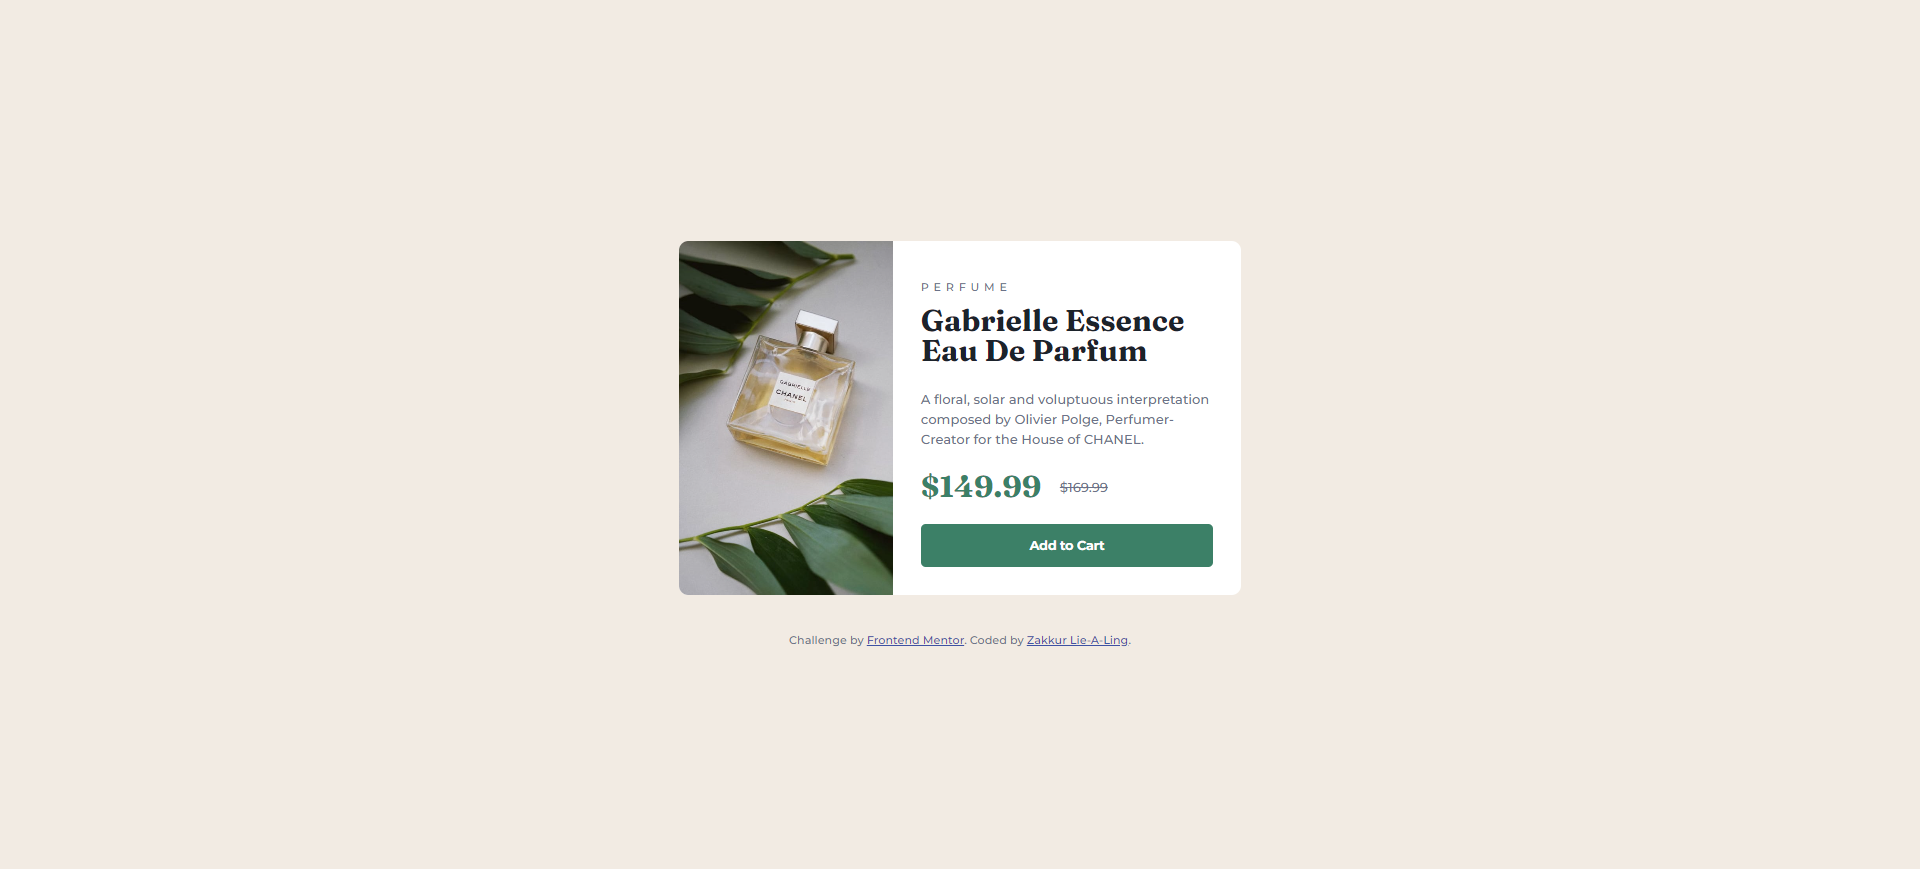 PERFUME
Gabrielle Essence
Eau De Parfum
A floral, solar and voluptuous interpretation
composed by Olivier Polge, Perfumer-
Creator for the House of CHANEL.
$149.99 $169.99
Add to Cart
GABRIELLE
CHANEL
Challenge by Frontend Mentor. Coded by Zakkur Lie-A-Ling.